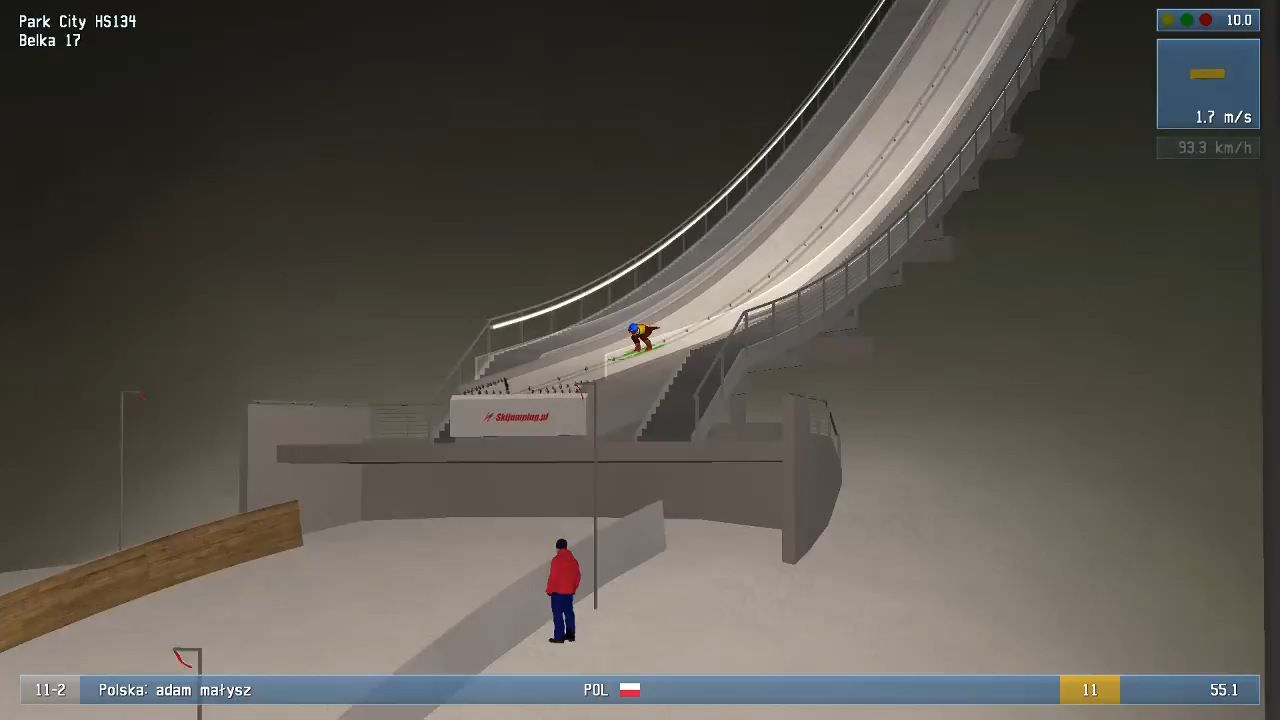 Park City HS134
Belka 17
10.0
1.7 m/s
93.3 km/h
Skijumping.pl
11-2 Polska: adam małysz POL 11 55.1